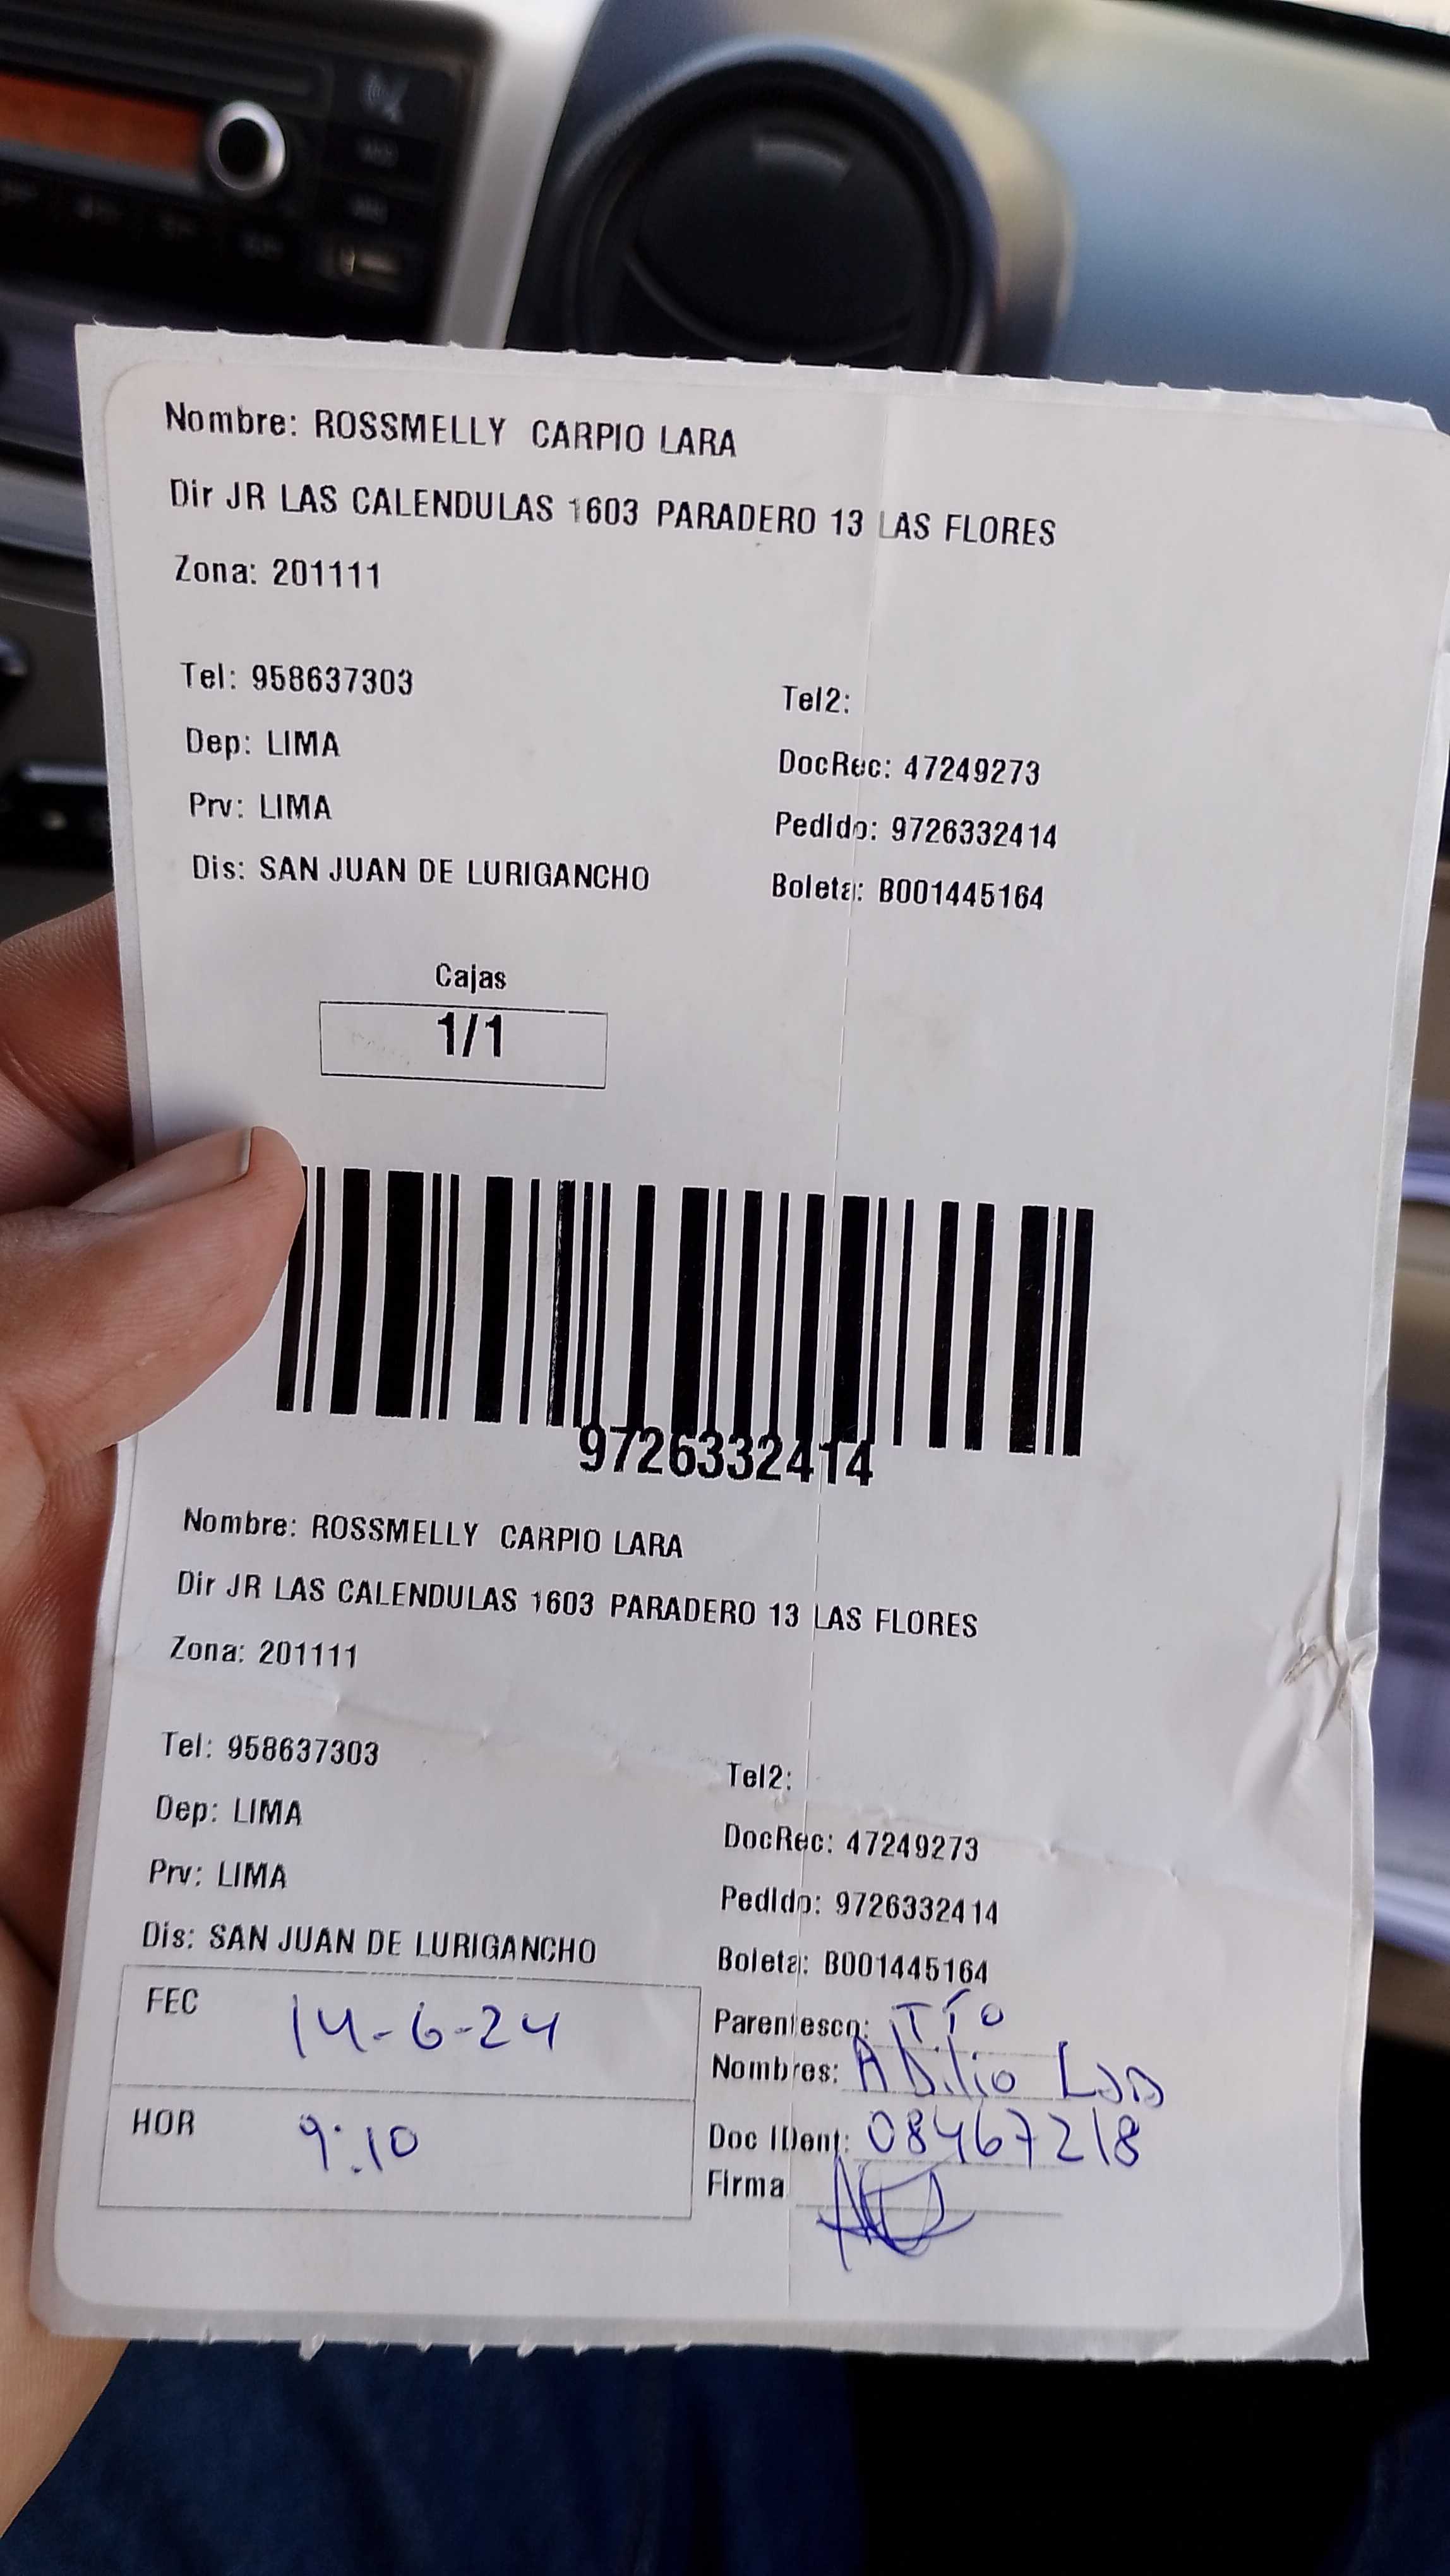 Nombre: ROSSMELLY CARPIO LARA
Dir JR LAS CALENDULAS 1603 PARADERO 13 LAS FLORES
Zona: 201111
Tel: 958637303
Tel2:
Dep: LIMA
DocRec: 47249273
Prv: LIMA
Pedido: 9726332414
Dis: SAN JUAN DE LURIGANCHO
Boleta: B001445164
Cajas
1/1
9726332414
Nombre: ROSSMELLY CARPIO LARA
Dir JR LAS CALENDULAS 1603 PARADERO 13 LAS FLORES
Zona: 201111
Tel: 958637303
Tel2:
Dep: LIMA
DocRec: 47249273
Prv: LIMA
Pedido: 9726332414
Dis: SAN JUAN DE LURIGANCHO
Boleta: B001445164
FEC 14-6-24
Parentesco: TÍO
Nombres: ABilio
HOR 9:10
Doc IDent: 08467218
Firma